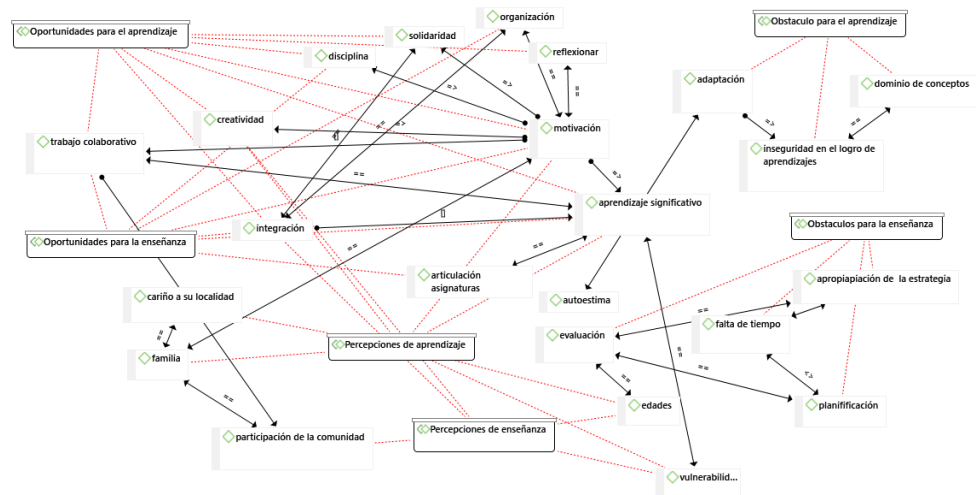 organización
Oportunidades para el aprendizaje
solidaridad
Obstaculo para el aprendizaje
disciplina
reflexionar
=>
==
=>
==
adaptación
dominio de conceptos
creatividad
motivación
==
=>
=>
==
trabajo colaborativo
inseguridad en el logro de
aprendizajes
==
=>
aprendizaje significativo
[]
Oportunidades para la enseñanza
integración
Obstaculos para la enseñanza
==
==
articulación
asignaturas
apropiapiación de la estrategia
cariño a su localidad
autoestima
==
==
evaluación
falta de tiempo
familia
Percepciones de aprendizaje
==
==
==
<>
==
edades
planifificación
participación de la comunidad
Percepciones de enseñanza
vulnerabilid...